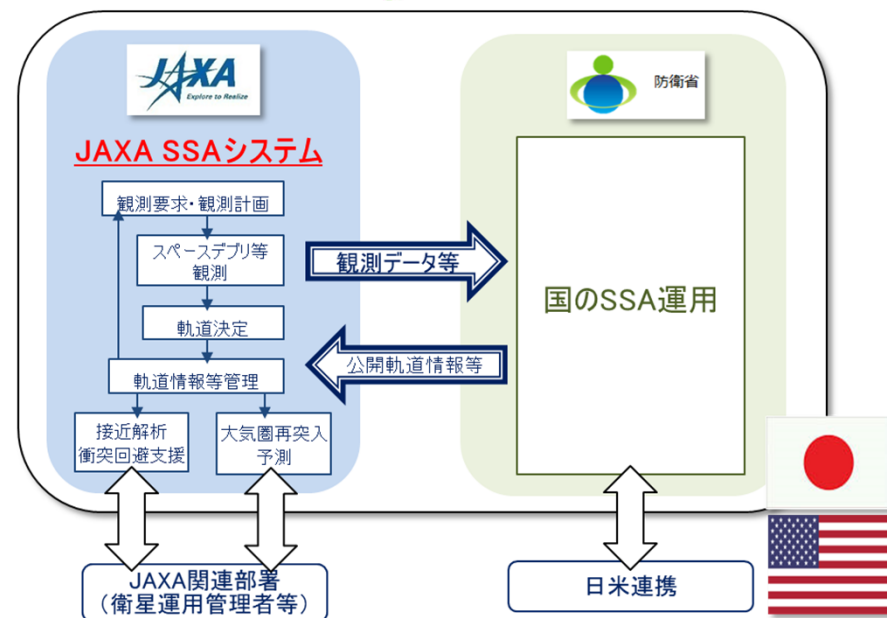 JAXA
Explore to Realize
防衛省
JAXA SSAシステム
観測要求・観測計画
スペースデブリ等
観測
軌道決定
軌道情報等管理
接近解析
衝突回避支援
大気圏再突入
予測
観測データ等
公開軌道情報等
国のSSA運用
JAXA関連部署
（衛星運用管理者等）
日米連携